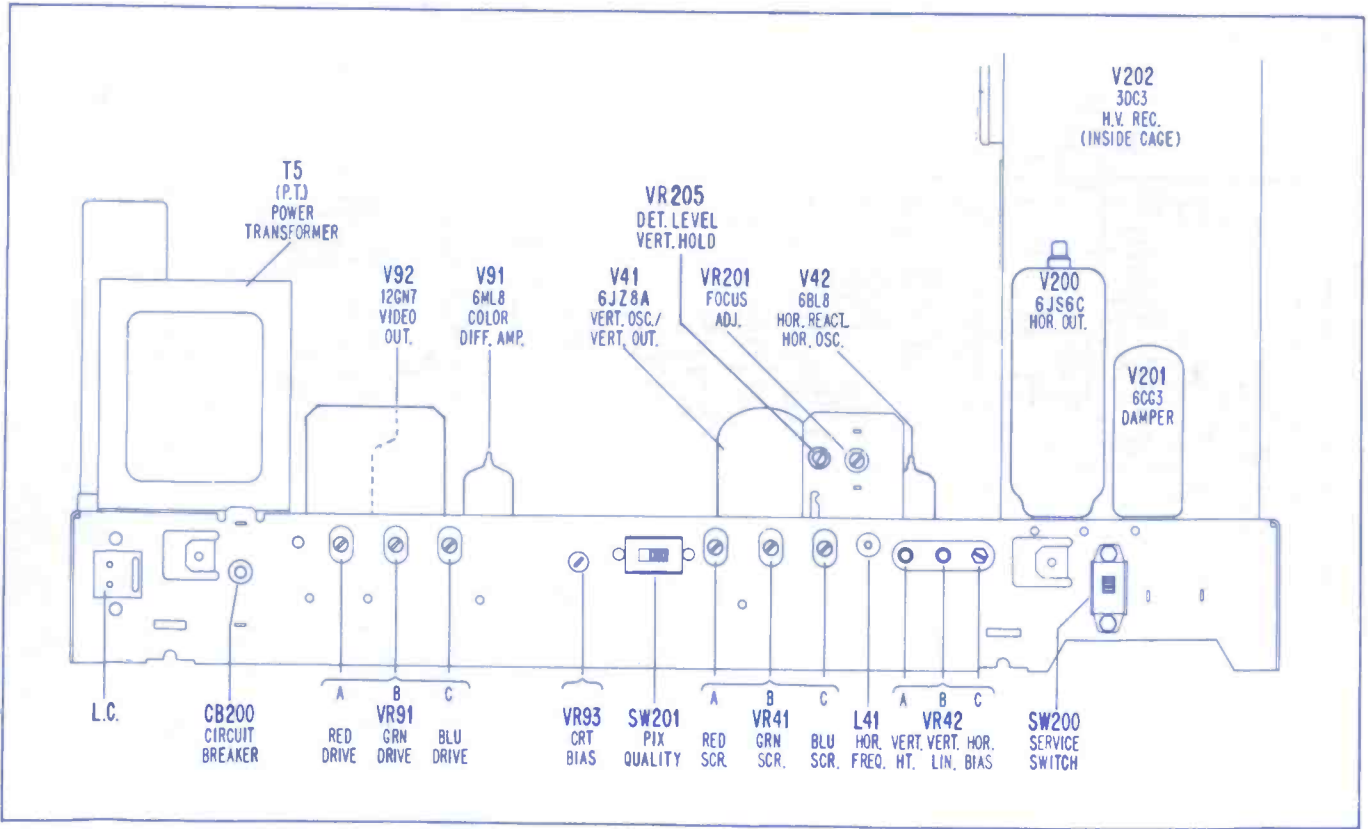 V202
3DC3
H.V. REC.
(INSIDE CAGE)
T5
(P.T.)
POWER
TRANSFORMER
VR205
DET. LEVEL
VERT. HOLD
V92
12GN7
VIDEO
OUT.
V91
6ML8
COLOR
DIFF. AMP.
V41
6JZ8A
VERT. OSC./
VERT. OUT.
VR201
FOCUS
ADJ.
V42
6BL8
HOR. REACT.
HOR. OSC.
V200
6JS6C
HOR. OUT.
V201
6CG3
DAMPER
L.C.
CB200
CIRCUIT
BREAKER
A B C
VR91
RED DRIVE
GRN DRIVE
BLU DRIVE
VR93
CRT
BIAS
SW201
PIX
QUALITY
A B C
VR41
RED SCR.
GRN SCR.
BLU SCR.
L41
HOR.
FREQ.
A B C
VR42
VERT. HT.
VERT. LIN.
HOR. BIAS
SW200
SERVICE
SWITCH